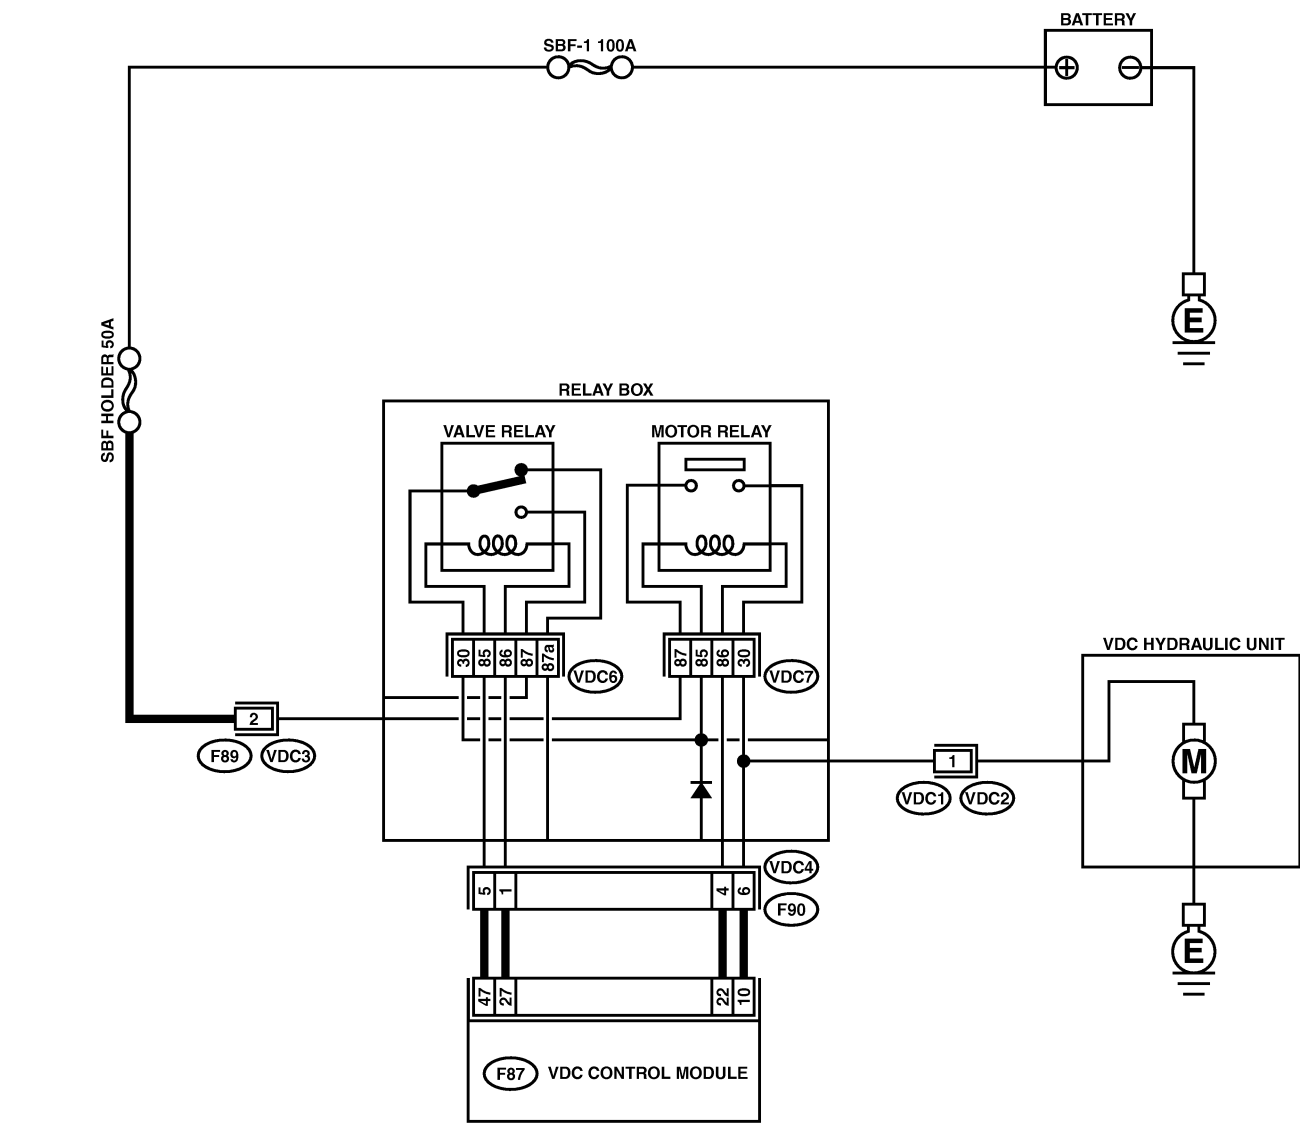 BATTERY
SBF-1 100A
E
SBF HOLDER 50A
RELAY BOX
VALVE RELAY
MOTOR RELAY
30 85 86 87 87a
VDC6
87 85 86 30
VDC7
VDC HYDRAULIC UNIT
2
F89 VDC3
1
VDC1 VDC2
M
VDC4
5 1 4 6
F90
E
47 27 22 10
F87 VDC CONTROL MODULE